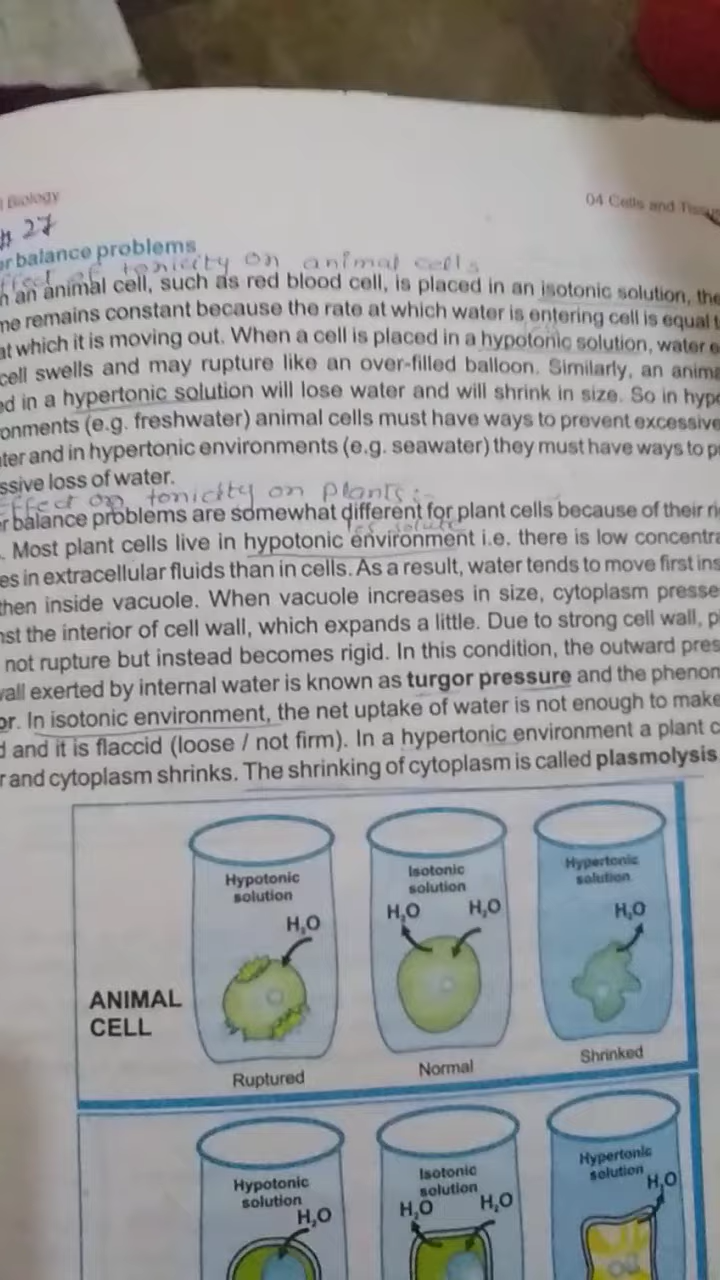 Biology
04 Cells and Tissu
# 27
er balance problems
ffect of tonicity on animal cells
n an animal cell, such as red blood cell, is placed in an isotonic solution, the
me remains constant because the rate at which water is entering cell is equal t
at which it is moving out. When a cell is placed in a hypotonic solution, water e
cell swells and may rupture like an over-filled balloon. Similarly, an anima
ed in a hypertonic solution will lose water and will shrink in size. So in hypo
onments (e.g. freshwater) animal cells must have ways to prevent excessive
ter and in hypertonic environments (e.g. seawater) they must have ways to p
ssive loss of water.
Effect on tonicity on plants:
r balance problems are somewhat different for plant cells because of their ri
solute
. Most plant cells live in hypotonic environment i.e. there is low concentra
es in extracellular fluids than in cells. As a result, water tends to move first ins
then inside vacuole. When vacuole increases in size, cytoplasm presse
nst the interior of cell wall, which expands a little. Due to strong cell wall, p
not rupture but instead becomes rigid. In this condition, the outward pres
wall exerted by internal water is known as turgor pressure and the phenom
or. In isotonic environment, the net uptake of water is not enough to make
d and it is flaccid (loose / not firm). In a hypertonic environment a plant c
r and cytoplasm shrinks. The shrinking of cytoplasm is called plasmolysis
ANIMAL
CELL
Hypotonic
solution
H₂O
Ruptured
Isotonic
solution
H₂O H₂O
Normal
Hypertonic
solution
H₂O
Shrinked
Hypotonic
solution
H₂O
Isotonic
solution
H₂O H₂O
Hypertonic
solution
H₂O